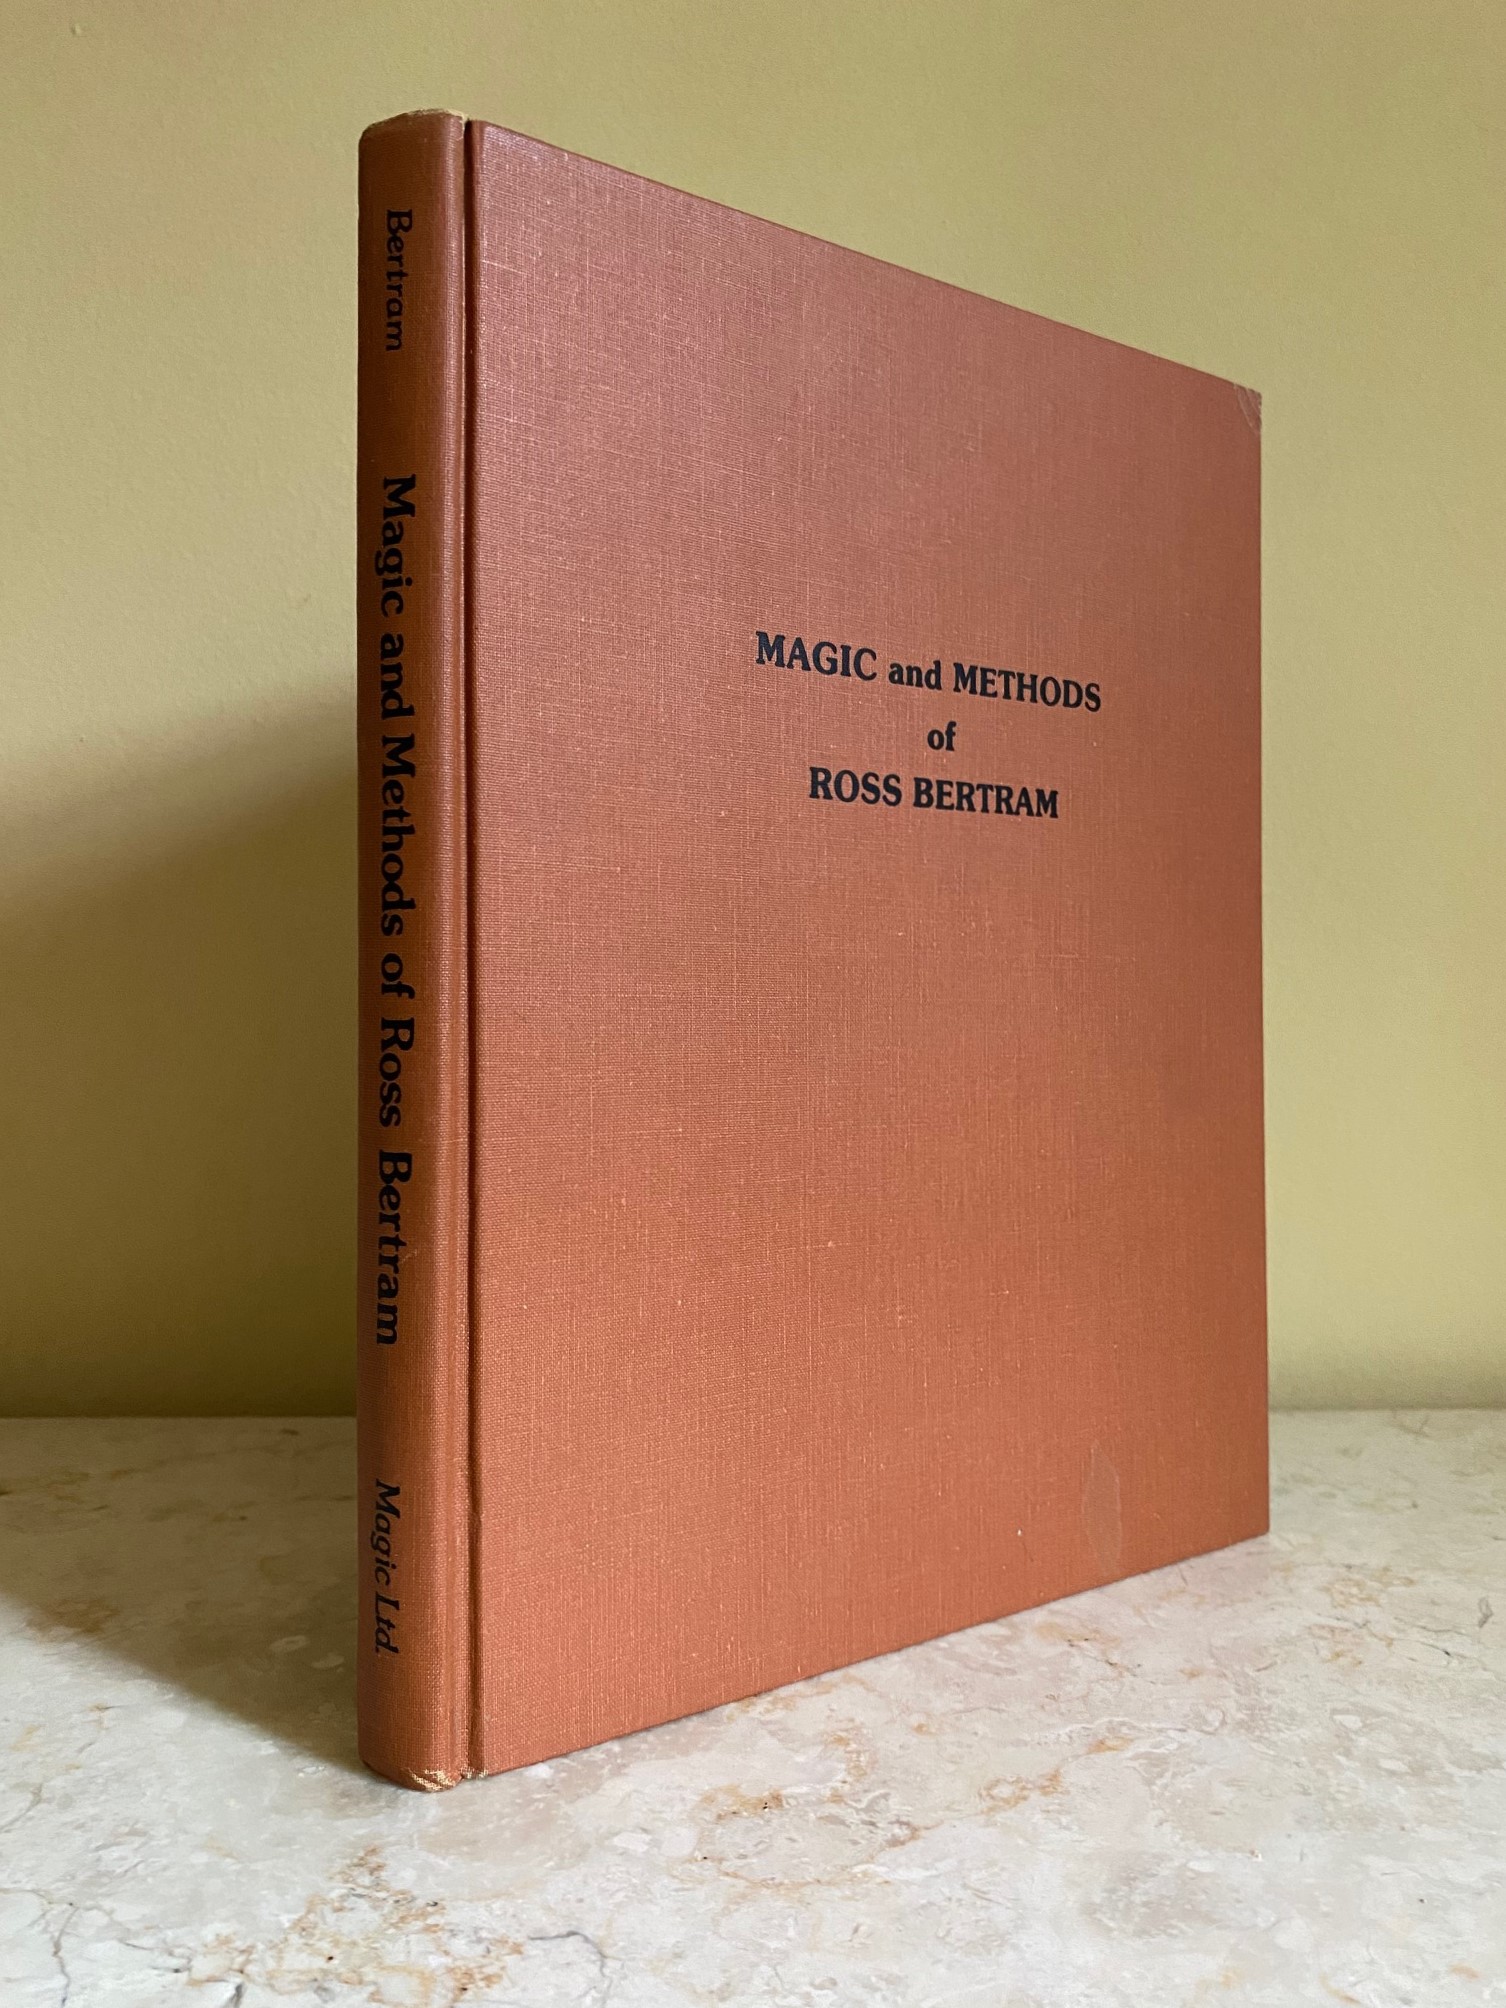 Bertram
Magic and Methods of Ross Bertram
Magic Ltd.
MAGIC and METHODS
of
ROSS BERTRAM